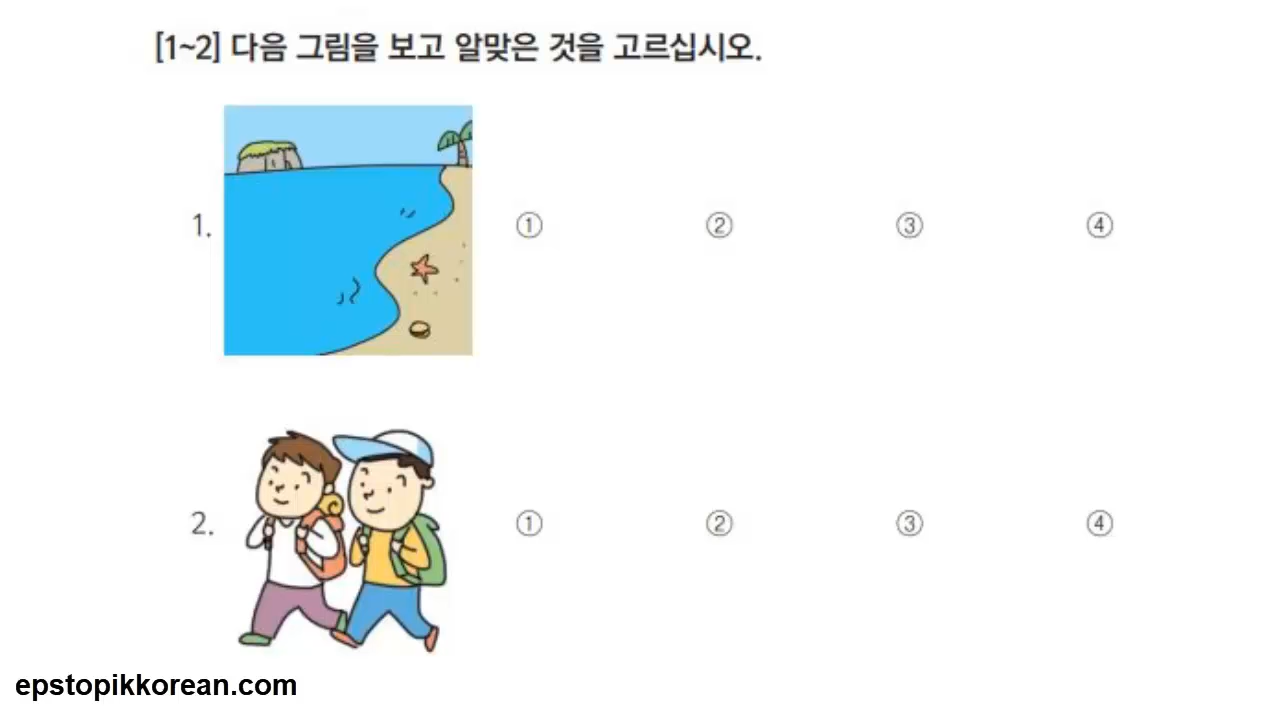 [1~2] 다음 그림을 보고 알맞은 것을 고르십시오.
1. ① ② ③ ④
2. ① ② ③ ④
epstopikkorean.com